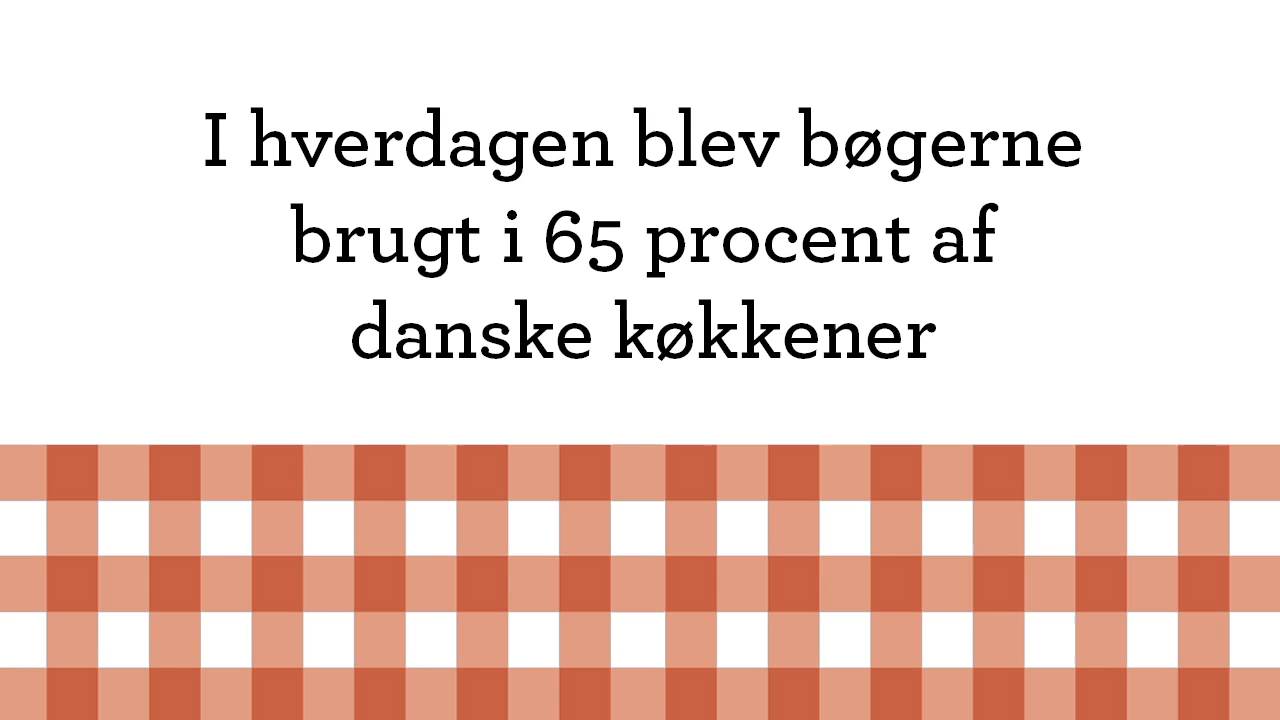 I hverdagen blev bøgerne
brugt i 65 procent af
danske køkkener